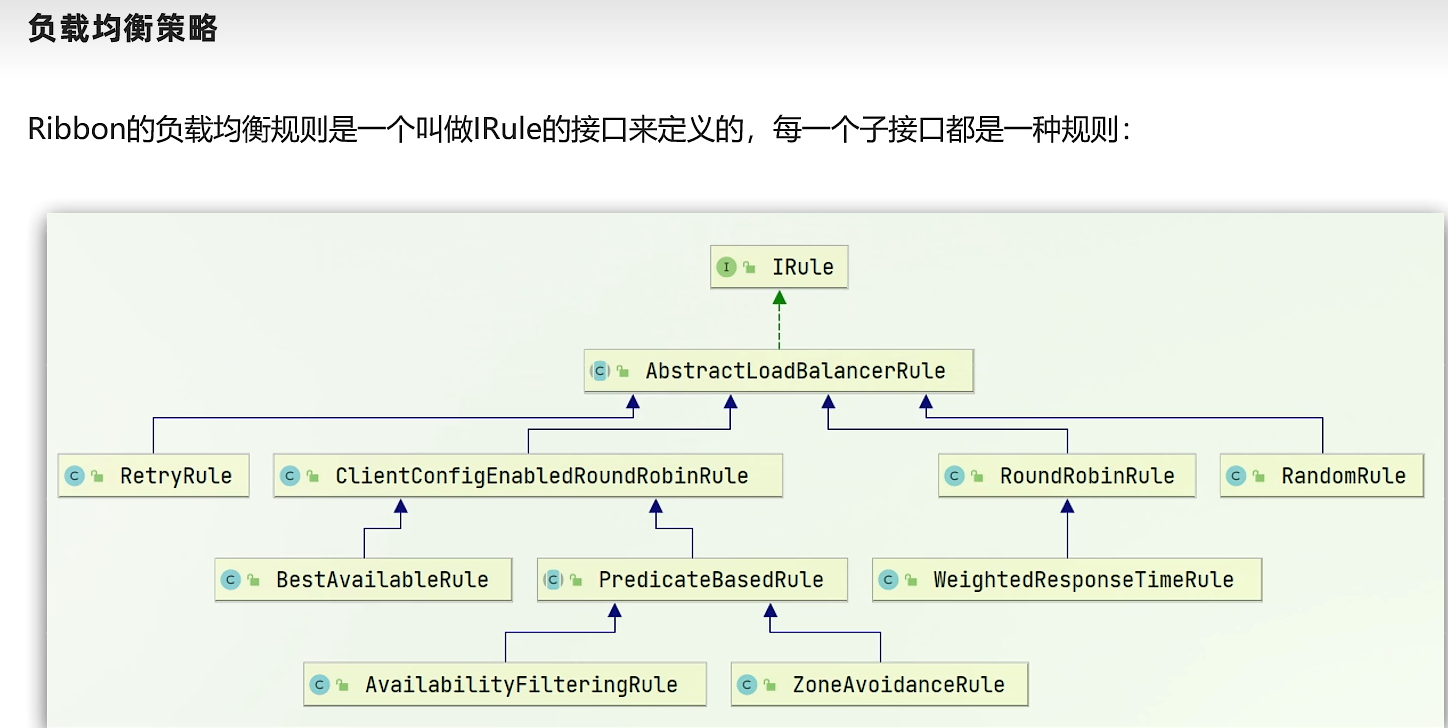 负载均衡策略
Ribbon的负载均衡规则是一个叫做IRule的接口来定义的，每一个子接口都是一种规则：
I IRule
C AbstractLoadBalancerRule
C RetryRule
C ClientConfigEnabledRoundRobinRule
C RoundRobinRule
C RandomRule
C BestAvailableRule
C PredicateBasedRule
C WeightedResponseTimeRule
C AvailabilityFilteringRule
C ZoneAvoidanceRule